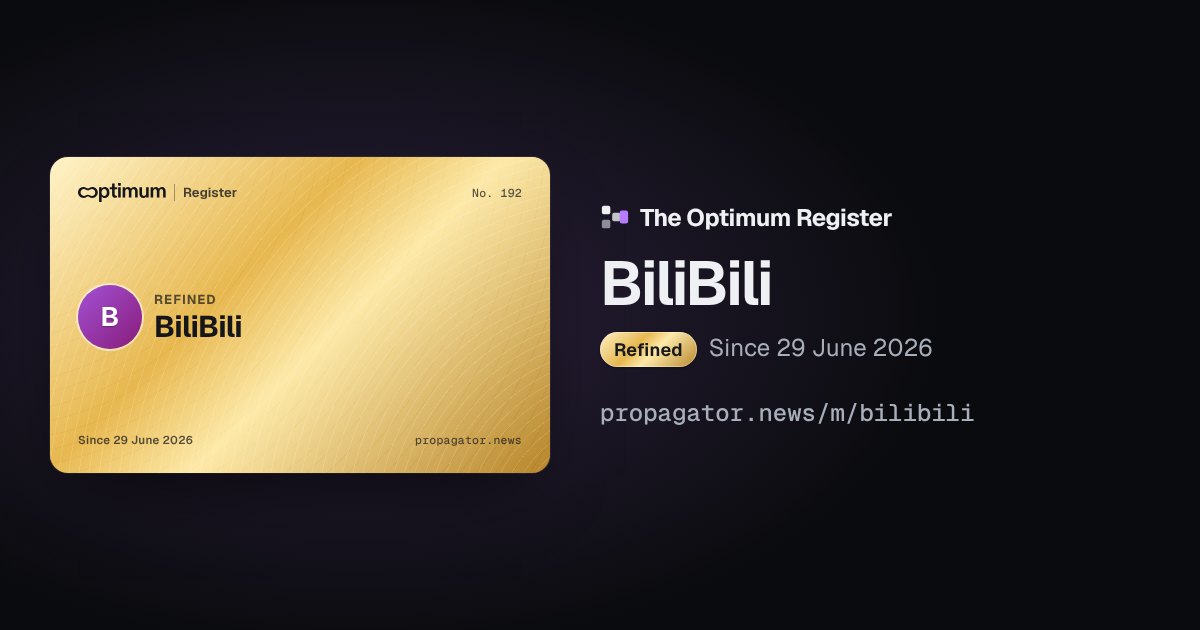 optimum | Register
No. 192
B
REFINED
BiliBili
Since 29 June 2026
propagator.news
The Optimum Register
BiliBili
Refined
Since 29 June 2026
propagator.news/m/bilibili